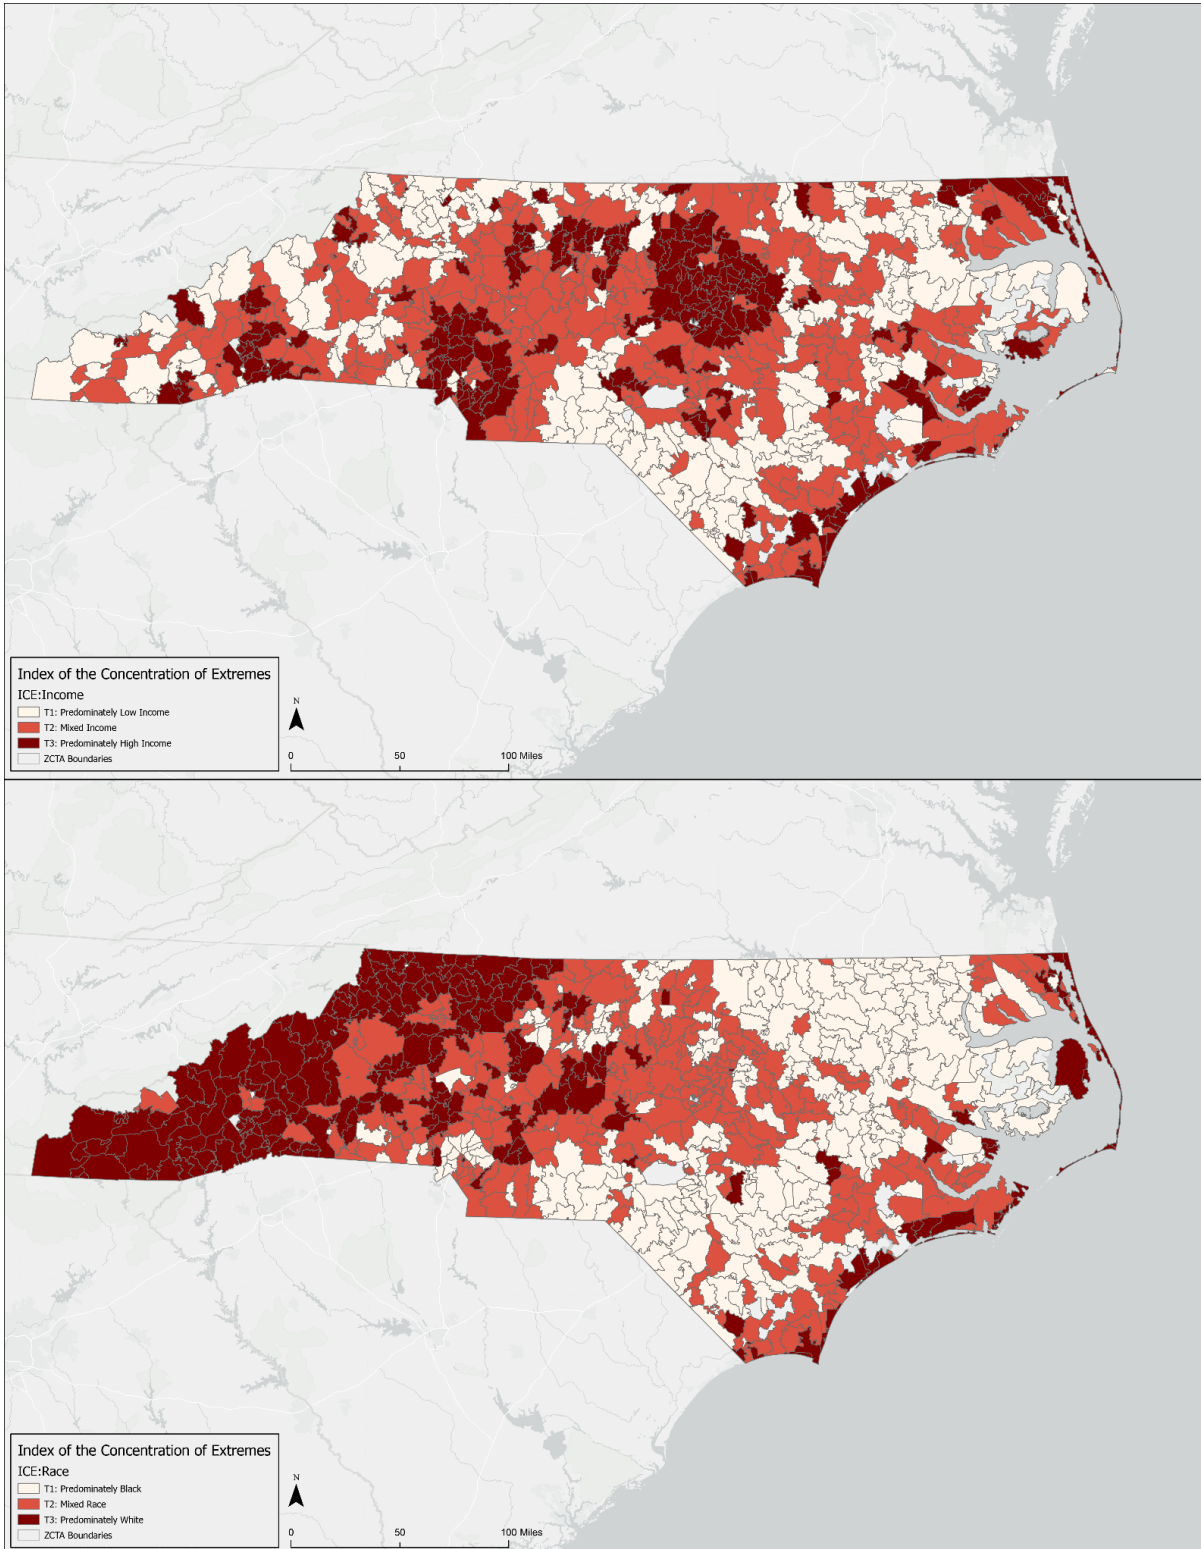 Index of the Concentration of Extremes
ICE:Income
T1: Predominately Low Income
T2: Mixed Income
T3: Predominately High Income
ZCTA Boundaries
N
0 50 100 Miles
Index of the Concentration of Extremes
ICE:Race
T1: Predominately Black
T2: Mixed Race
T3: Predominately White
ZCTA Boundaries
N
0 50 100 Miles